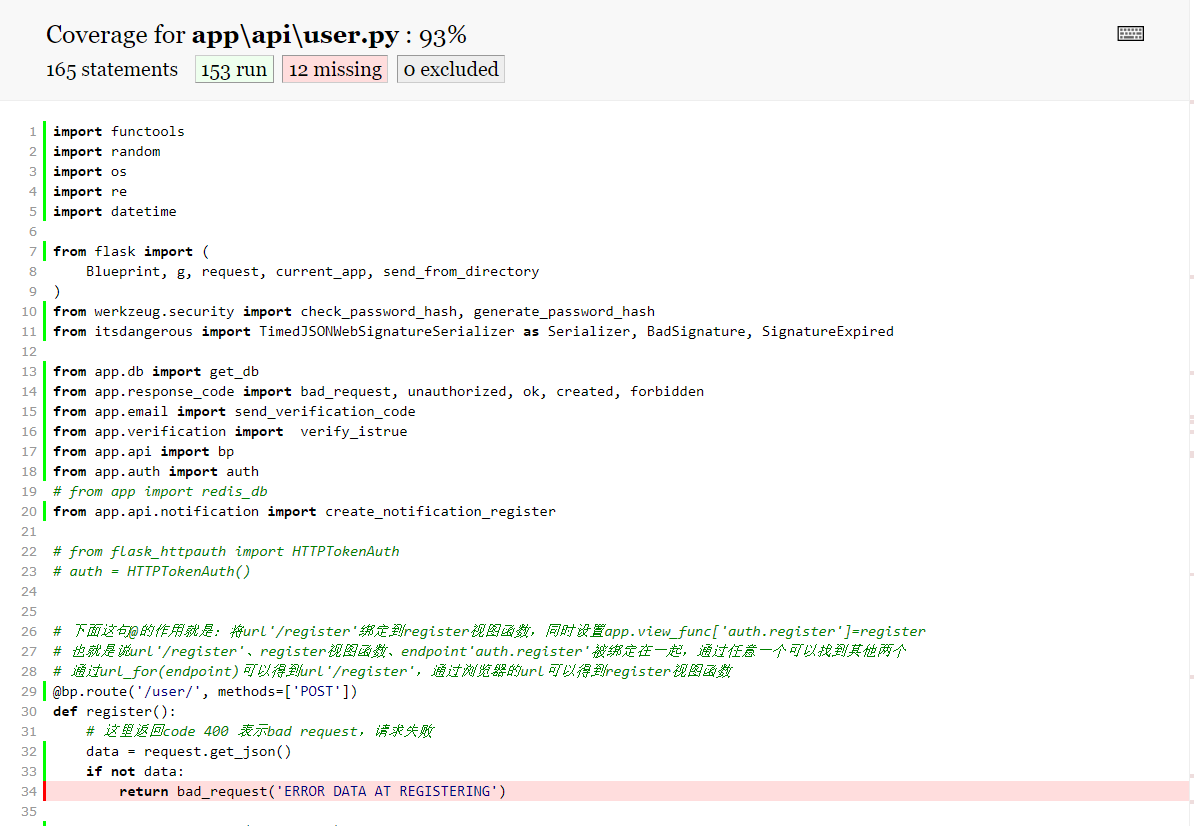 Coverage for app\api\user.py : 93%
165 statements 153 run 12 missing 0 excluded
1 import functools
2 import random
3 import os
4 import re
5 import datetime
6
7 from flask import (
8     Blueprint, g, request, current_app, send_from_directory
9 )
10 from werkzeug.security import check_password_hash, generate_password_hash
11 from itsdangerous import TimedJSONWebSignatureSerializer as Serializer, BadSignature, SignatureExpired
12
13 from app.db import get_db
14 from app.response_code import bad_request, unauthorized, ok, created, forbidden
15 from app.email import send_verification_code
16 from app.verification import  verify_istrue
17 from app.api import bp
18 from app.auth import auth
19 # from app import redis_db
20 from app.api.notification import create_notification_register
21
22 # from flask_httpauth import HTTPTokenAuth
23 # auth = HTTPTokenAuth()
24
25
26 # 下面这句@的作用就是: 将url'/register'绑定到register视图函数，同时设置app.view_func['auth.register']=register
27 # 也就是说url'/register'、register视图函数、endpoint'auth.register'被绑定在一起，通过任意一个可以找到其他两个
28 # 通过url_for(endpoint)可以得到url'/register'，通过浏览器的url可以得到register视图函数
29 @bp.route('/user/', methods=['POST'])
30 def register():
31     # 这里返回code 400 表示bad request，请求失败
32     data = request.get_json()
33     if not data:
34         return bad_request('ERROR DATA AT REGISTERING')
35